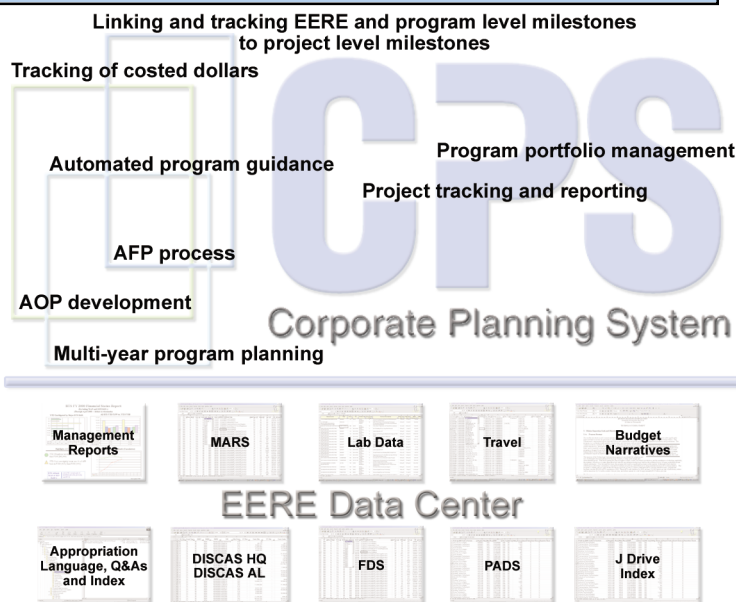 Linking and tracking EERE and program level milestones
to project level milestones
Tracking of costed dollars
CPS
Program portfolio management
Automated program guidance
Project tracking and reporting
AFP process
AOP development
Corporate Planning System
Multi-year program planning
Management
Reports
MARS
Lab Data
Travel
Budget
Narratives
EERE Data Center
Appropriation
Language, Q&As
and Index
DISCAS HQ
DISCAS AL
FDS
PADS
J Drive
Index